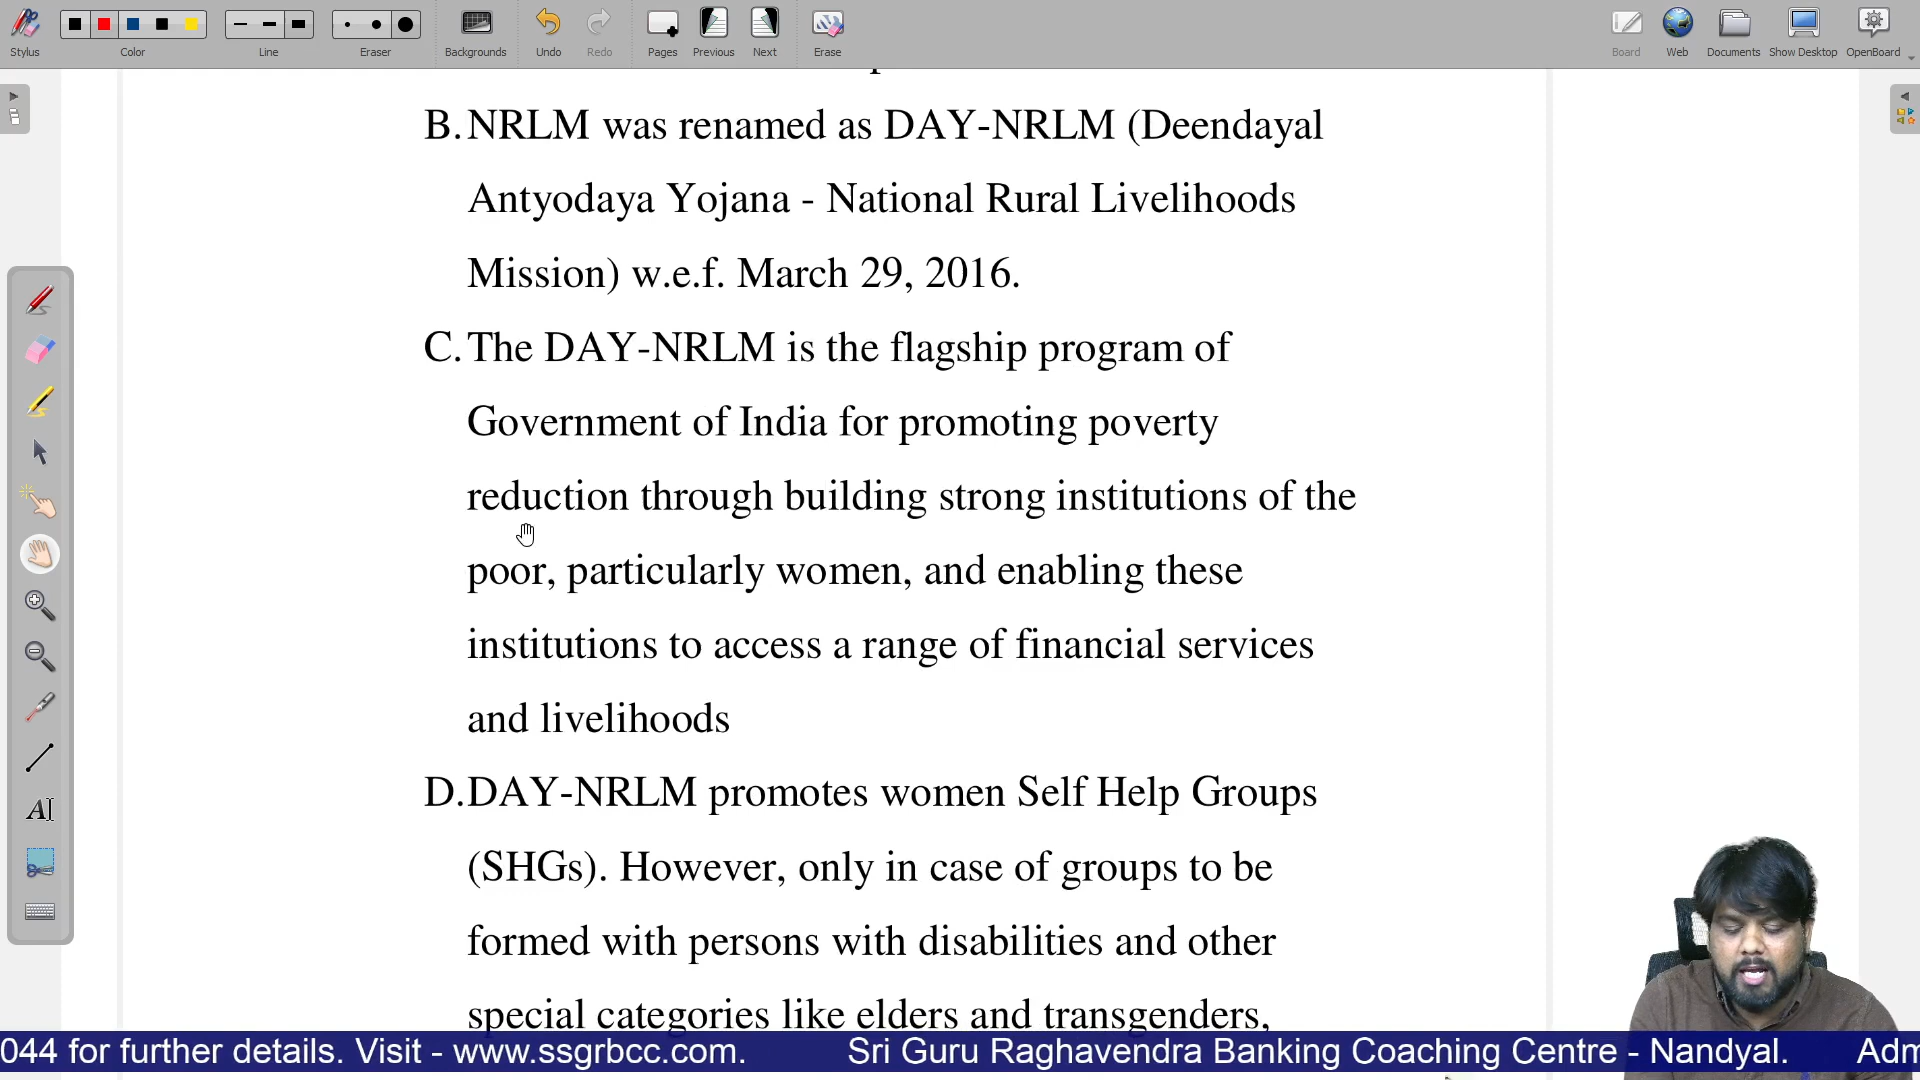 Stylus
Color
Line
Eraser
Backgrounds
Undo
Redo
Pages
Previous
Next
Erase
Board
Web
Documents
Show Desktop
OpenBoard
B. NRLM was renamed as DAY-NRLM (Deendayal
Antyodaya Yojana - National Rural Livelihoods
Mission) w.e.f. March 29, 2016.
C. The DAY-NRLM is the flagship program of
Government of India for promoting poverty
reduction through building strong institutions of the
poor, particularly women, and enabling these
institutions to access a range of financial services
and livelihoods
D. DAY-NRLM promotes women Self Help Groups
(SHGs). However, only in case of groups to be
formed with persons with disabilities and other
special categories like elders and transgenders,
044 for further details. Visit - www.ssgrbcc.com. Sri Guru Raghavendra Banking Coaching Centre - Nandyal. Adm